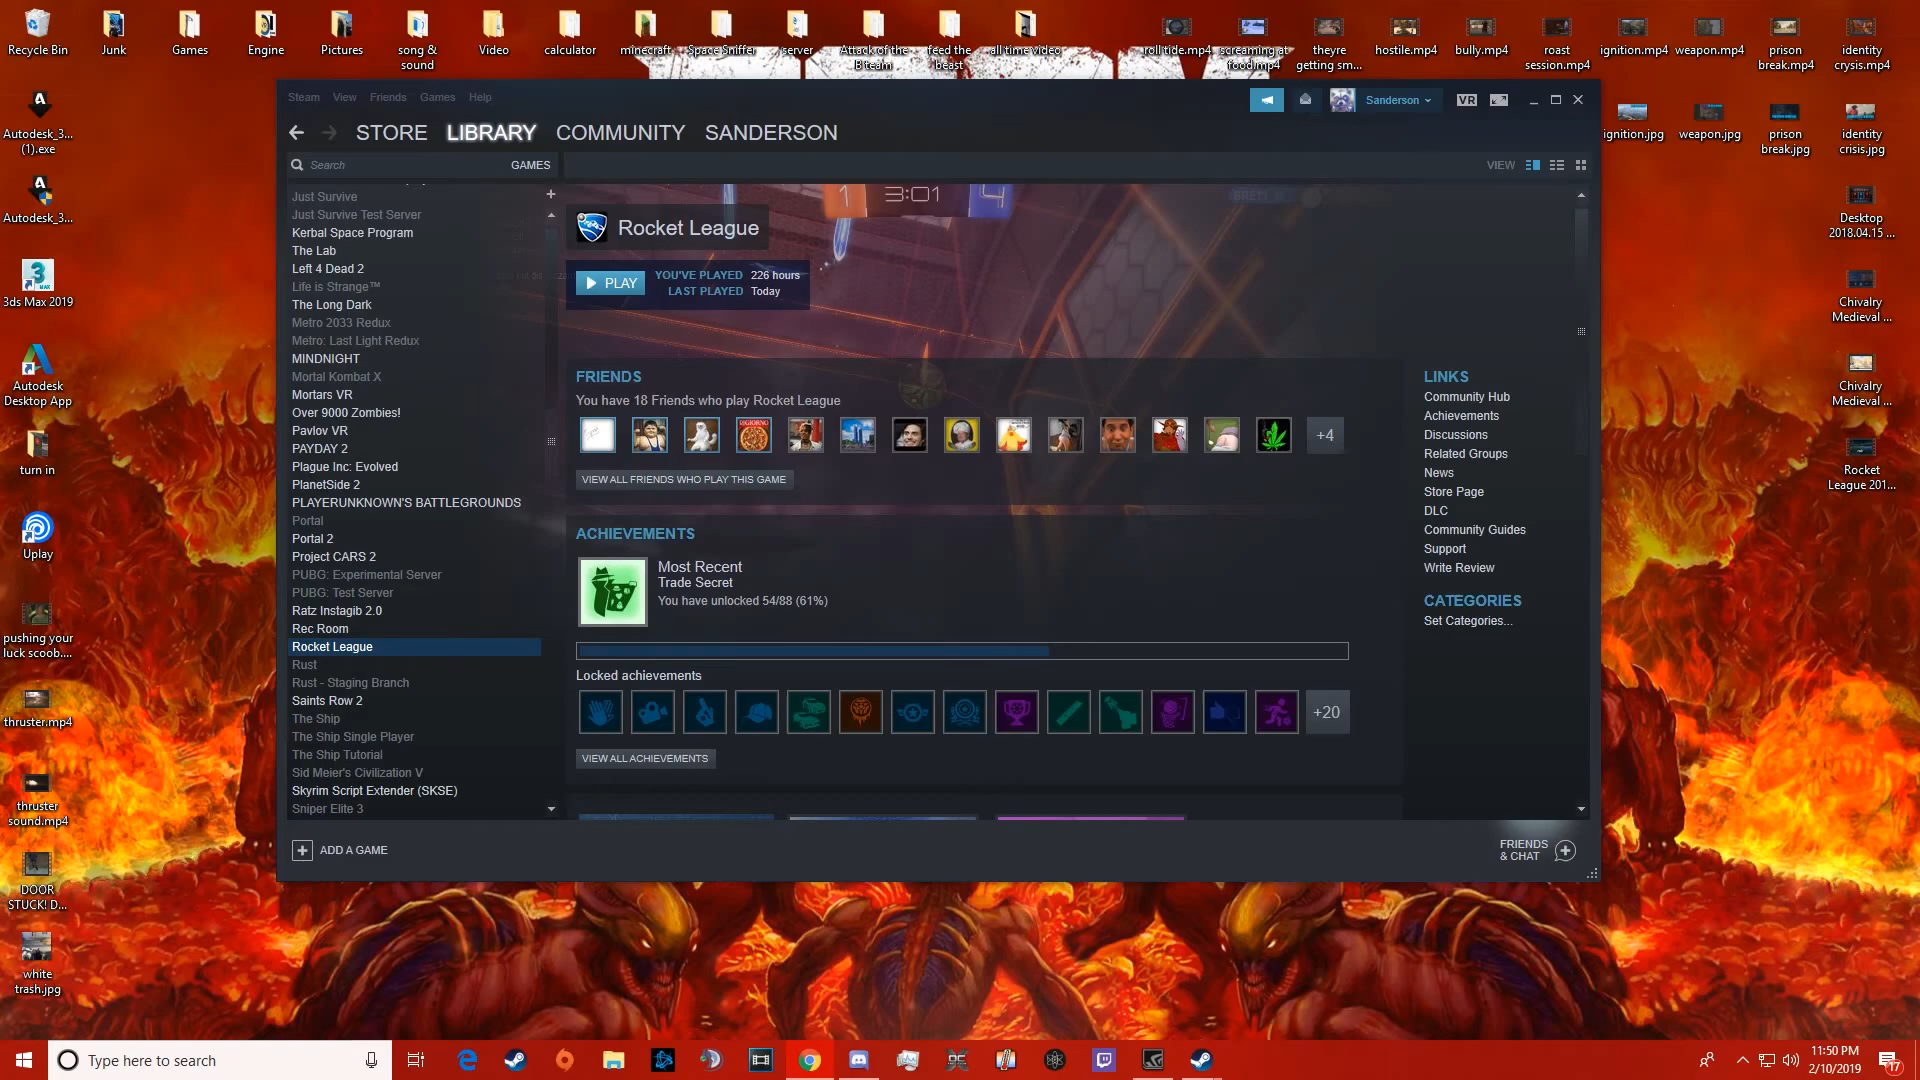 Recycle Bin
Junk
Games
Engine
Pictures
song &
sound
Video
calculator
minecraft
Space Sniffer
server
Attack of the
B team
feed the
beast
all time video
roll tide.mp4
screaming at
food.mp4
theyre
getting sm...
hostile.mp4
bully.mp4
roast
session.mp4
ignition.mp4
weapon.mp4
prison
break.mp4
identity
crysis.mp4
Autodesk_3...
(1).exe
Autodesk_3...
3ds Max 2019
Autodesk
Desktop App
turn in
Uplay
pushing your
luck scoob....
thruster.mp4
thruster
sound.mp4
DOOR
STUCK! D...
white
trash.jpg
ignition.jpg
weapon.jpg
prison
break.jpg
identity
crisis.jpg
Desktop
2018.04.15 ...
Chivalry
Medieval ...
Chivalry
Medieval ...
Rocket
League 201...
Steam View Friends Games Help
Sanderson
VR
STORE LIBRARY COMMUNITY SANDERSON
Search
GAMES
VIEW
Just Survive
Just Survive Test Server
Kerbal Space Program
The Lab
Left 4 Dead 2
Life is Strange™
The Long Dark
Metro 2033 Redux
Metro: Last Light Redux
MINDNIGHT
Mortal Kombat X
Mortars VR
Over 9000 Zombies!
Pavlov VR
PAYDAY 2
Plague Inc: Evolved
PlanetSide 2
PLAYERUNKNOWN'S BATTLEGROUNDS
Portal
Portal 2
Project CARS 2
PUBG: Experimental Server
PUBG: Test Server
Ratz Instagib 2.0
Rec Room
Rocket League
Rust
Rust - Staging Branch
Saints Row 2
The Ship
The Ship Single Player
The Ship Tutorial
Sid Meier's Civilization V
Skyrim Script Extender (SKSE)
Sniper Elite 3
1 3:01 4
Rocket League
PLAY
YOU'VE PLAYED 226 hours
LAST PLAYED Today
FRIENDS
You have 18 Friends who play Rocket League
DIGIORNO
+4
VIEW ALL FRIENDS WHO PLAY THIS GAME
ACHIEVEMENTS
Most Recent
Trade Secret
You have unlocked 54/88 (61%)
Locked achievements
+20
VIEW ALL ACHIEVEMENTS
LINKS
Community Hub
Achievements
Discussions
Related Groups
News
Store Page
DLC
Community Guides
Support
Write Review
CATEGORIES
Set Categories...
ADD A GAME
FRIENDS
& CHAT
Type here to search
11:50 PM
2/10/2019
17